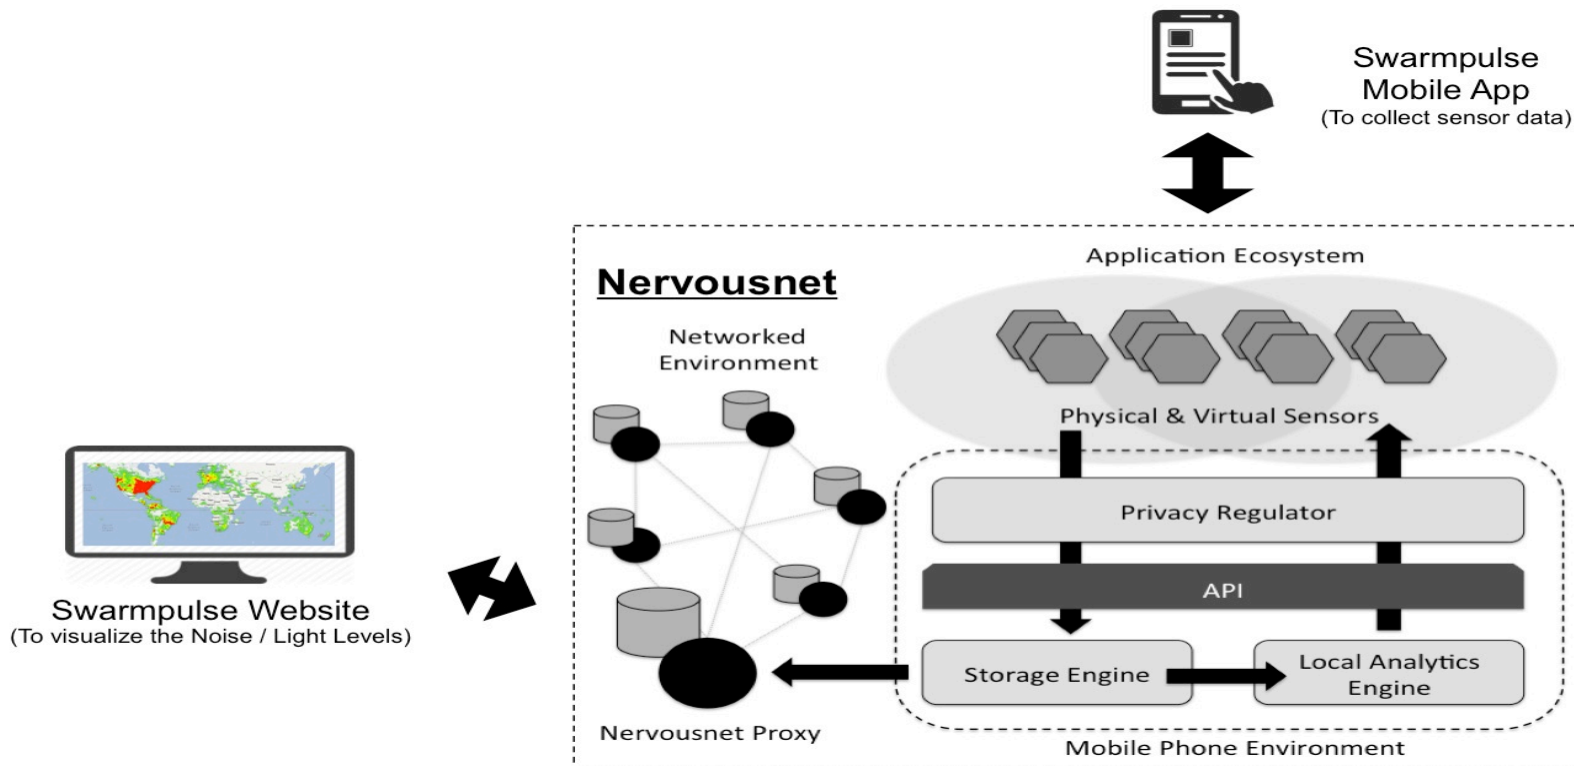 Swarmpulse
Mobile App
(To collect sensor data)
Application Ecosystem
Nervousnet
Networked
Environment
Physical & Virtual Sensors
Privacy Regulator
API
Storage Engine
Local Analytics
Engine
Nervousnet Proxy
Mobile Phone Environment
Swarmpulse Website
(To visualize the Noise / Light Levels)